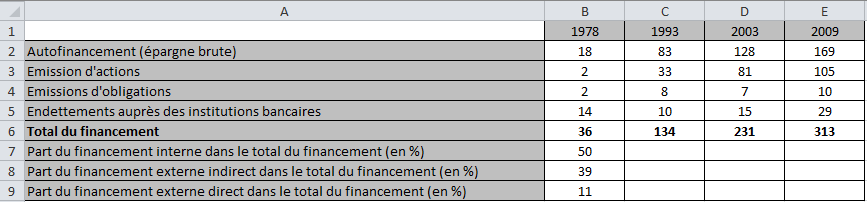 A B C D E
1 1978 1993 2003 2009
2 Autofinancement (épargne brute) 18 83 128 169
3 Emission d'actions 2 33 81 105
4 Emissions d'obligations 2 8 7 10
5 Endettements auprès des institutions bancaires 14 10 15 29
6 Total du financement 36 134 231 313
7 Part du financement interne dans le total du financement (en %) 50
8 Part du financement externe indirect dans le total du financement (en %) 39
9 Part du financement externe direct dans le total du financement (en %) 11